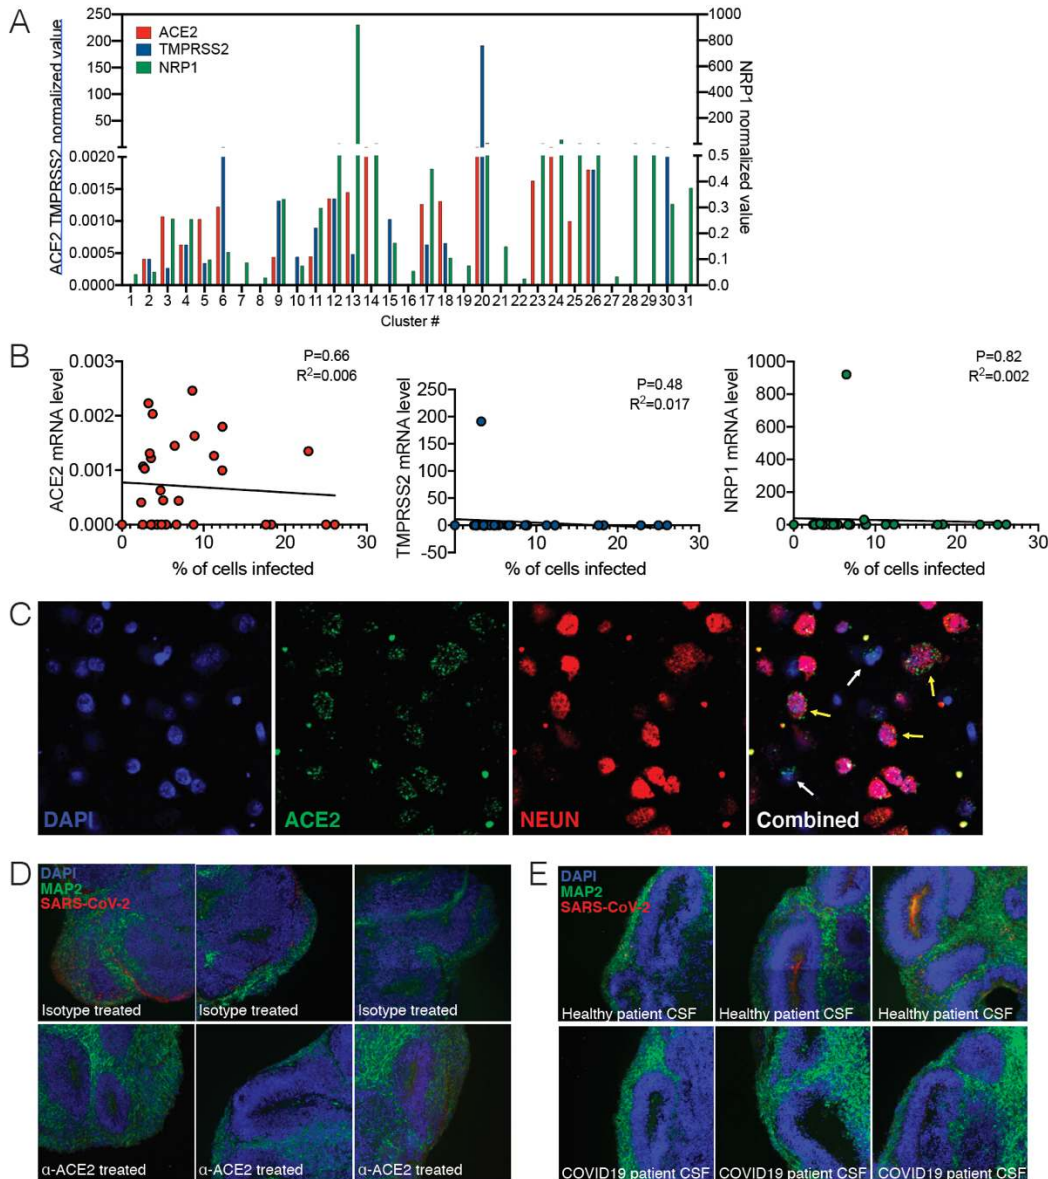 A
ACE2 TMPRSS2 normalized value
250
200
150
100
50
0.0020
0.0015
0.0010
0.0005
0.0000
ACE2
TMPRSS2
NRP1
1000
800
600
400
200
0.5
0.4
0.3
0.2
0.1
0.0
NRP1 normalized value
1 2 3 4 5 6 7 8 9 10 11 12 13 14 15 16 17 18 19 20 21 22 23 24 25 26 27 28 29 30 31
Cluster #
B
ACE2 mRNA level
0.003
0.002
0.001
0.000
P=0.66
R²=0.006
0 10 20 30
% of cells infected
TMPRSS2 mRNA level
250
200
150
100
50
0
-50
P=0.48
R²=0.017
0 10 20 30
% of cells infected
NRP1 mRNA level
1000
800
600
400
200
0
P=0.82
R²=0.002
0 10 20 30
% of cells infected
C
DAPI
ACE2
NEUN
Combined
D
DAPI
MAP2
SARS-CoV-2
Isotype treated
Isotype treated
Isotype treated
α-ACE2 treated
α-ACE2 treated
α-ACE2 treated
E
DAPI
MAP2
SARS-CoV-2
Healthy patient CSF
Healthy patient CSF
Healthy patient CSF
COVID19 patient CSF
COVID19 patient CSF
COVID19 patient CSF